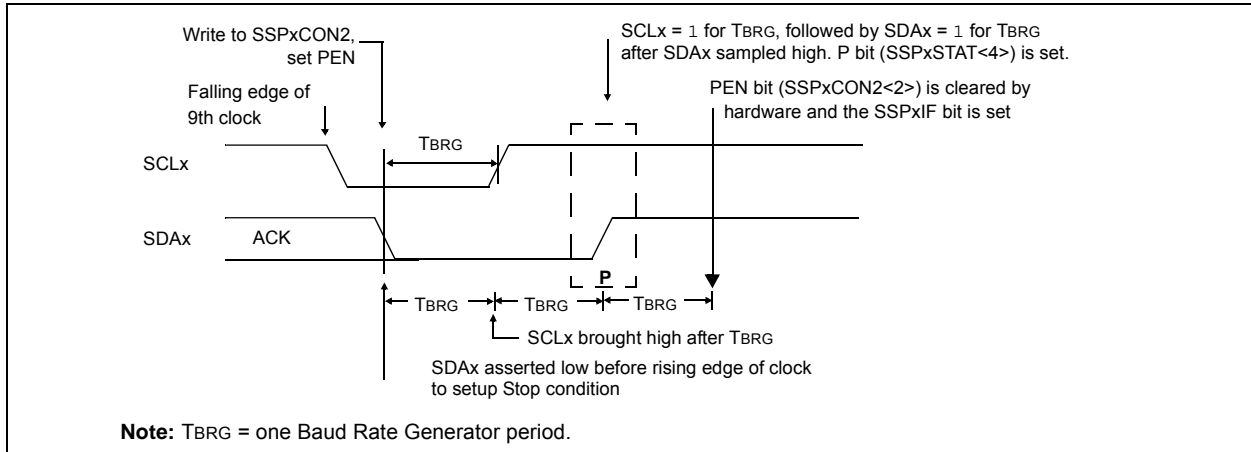 Write to SSPxCON2,
set PEN
SCLx = 1 for TBRG, followed by SDAx = 1 for TBRG
after SDAx sampled high. P bit (SSPxSTAT<4>) is set.
Falling edge of
9th clock
PEN bit (SSPxCON2<2>) is cleared by
hardware and the SSPxIF bit is set
TBRG
SCLx
SDAx
ACK
P
TBRG
TBRG
TBRG
SCLx brought high after TBRG
SDAx asserted low before rising edge of clock
to setup Stop condition
Note: TBRG = one Baud Rate Generator period.